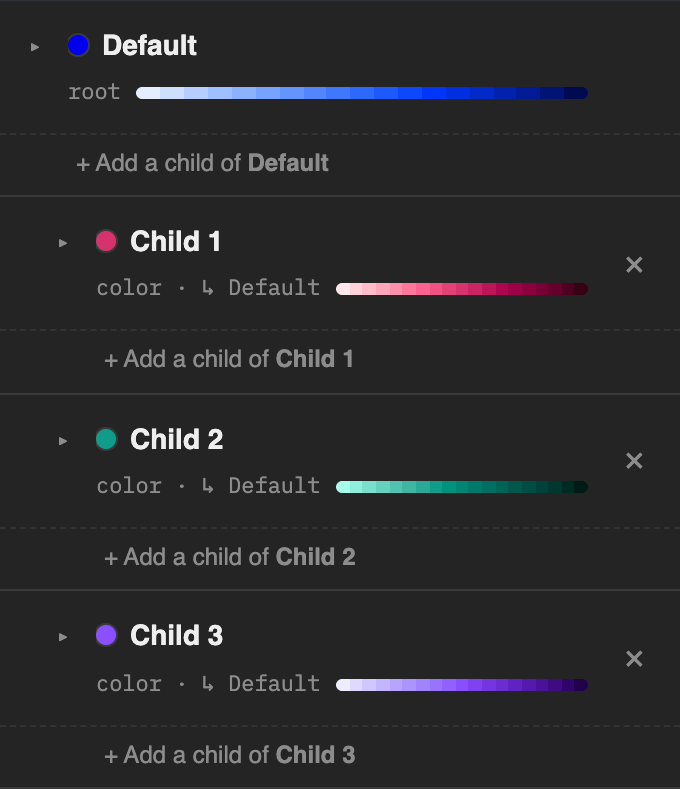 Default
root
+ Add a child of Default
Child 1
color · ↳ Default
+ Add a child of Child 1
Child 2
color · ↳ Default
+ Add a child of Child 2
Child 3
color · ↳ Default
+ Add a child of Child 3